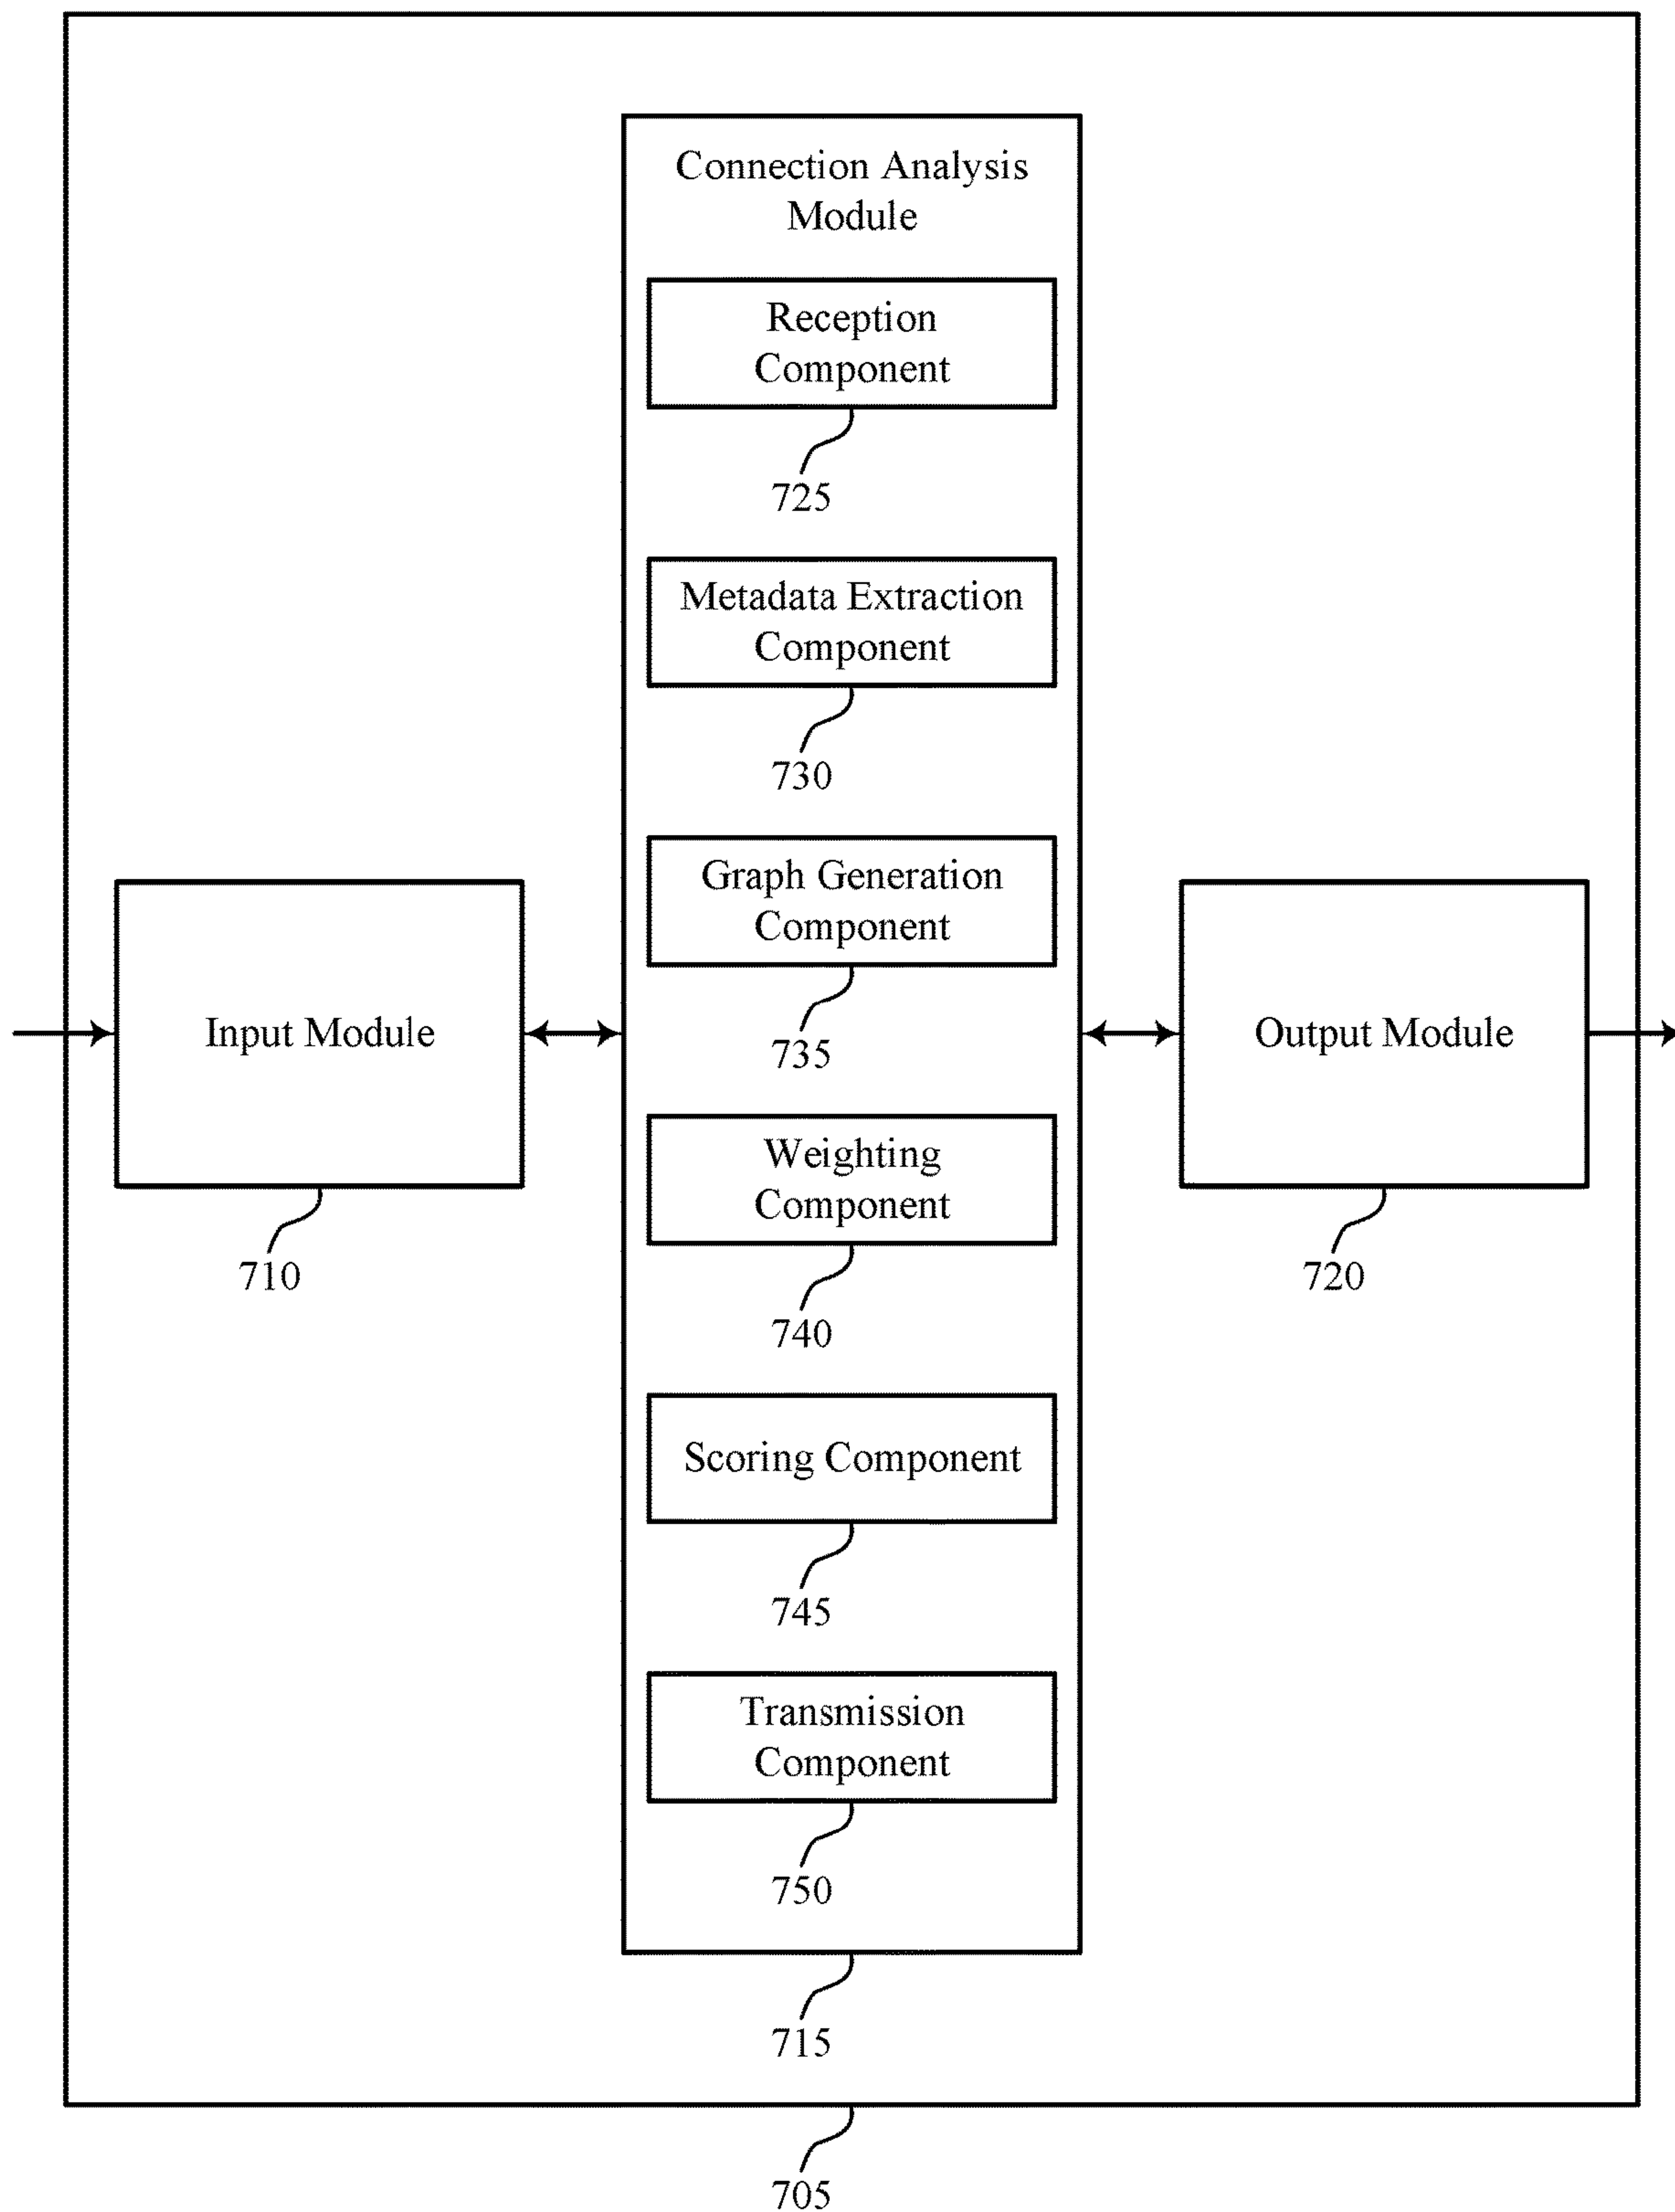 Connection Analysis
Module
Reception
Component
725
Metadata Extraction
Component
730
Graph Generation
Component
735
Input Module
710
Weighting
Component
740
Output Module
720
Scoring Component
745
Transmission
Component
750
715
705